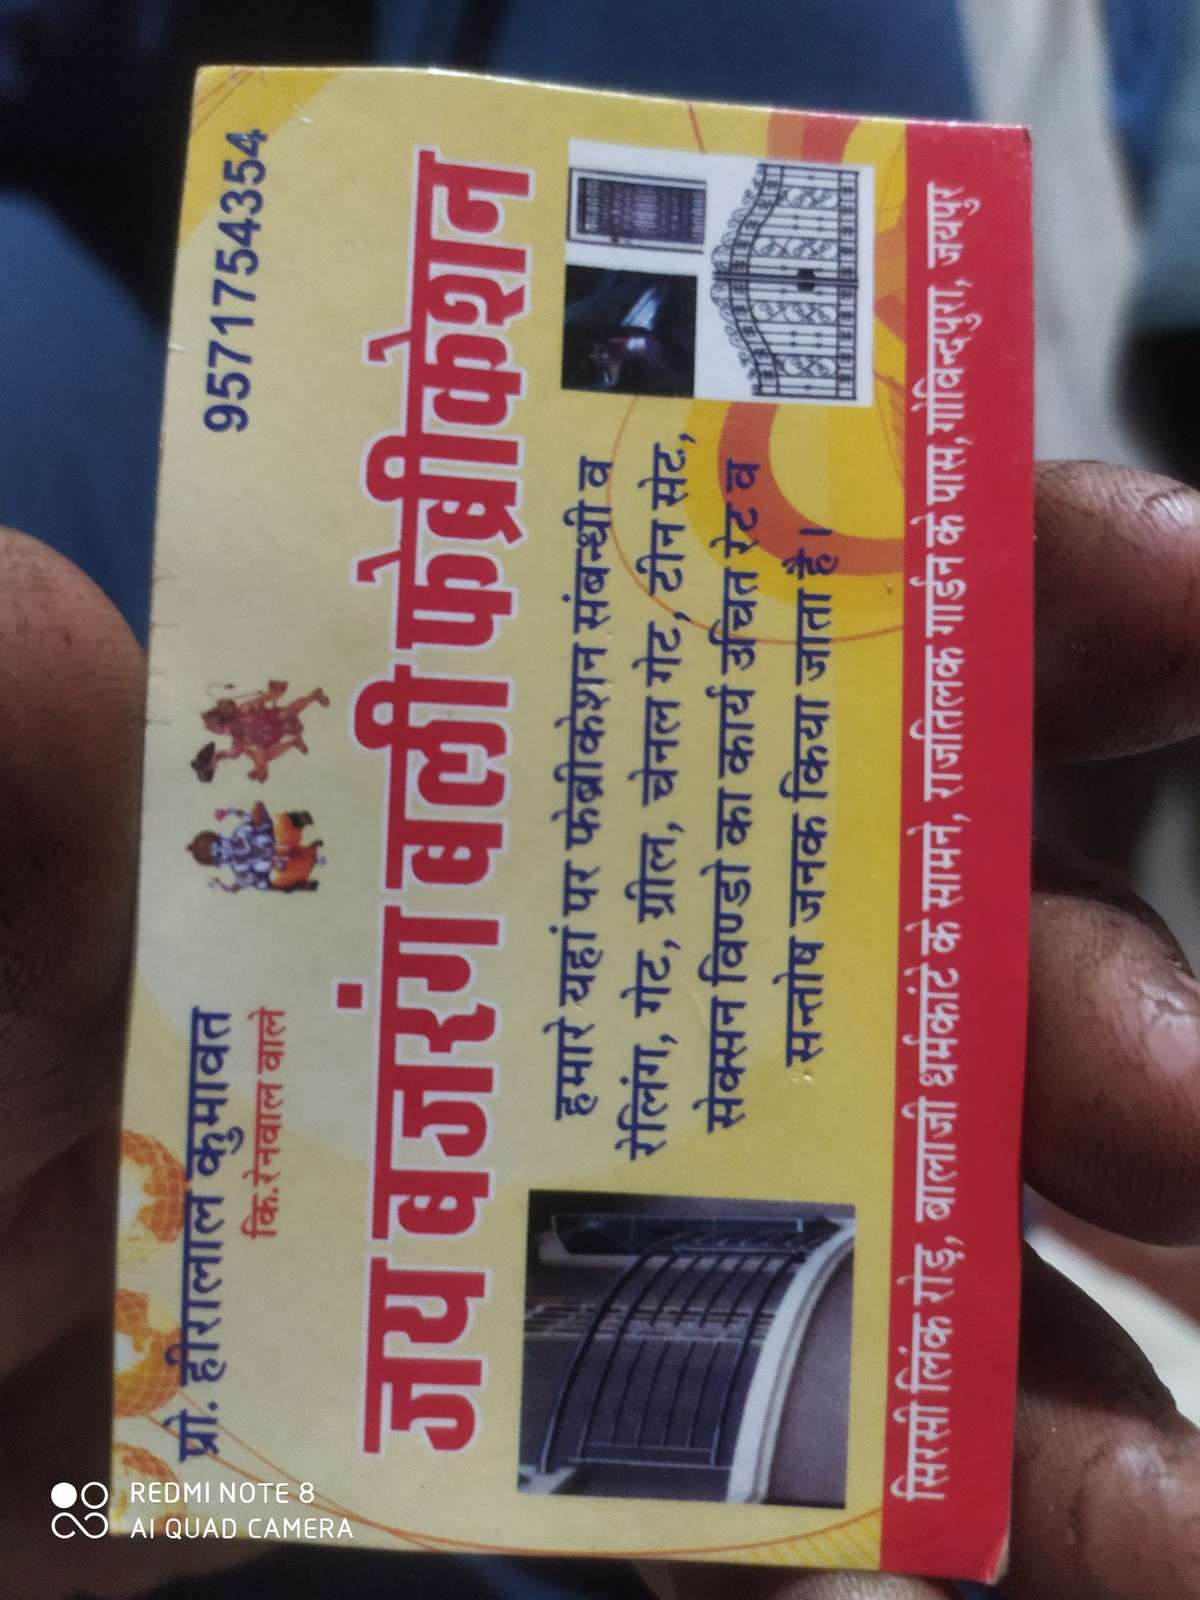 प्रो. हीरालाल कुमावत
कि.रेनवाल वाले
9571754354
जय बजरंग बली फेब्रीकेशन
हमारे यहां पर फेब्रीकेशन संबन्धी व
रेलिंग, गेट, ग्रील, चेनल गेट, टीन सेट,
सेक्सन विण्डो का कार्य उचित रेट व
सन्तोष जनक किया जाता है।
सिरसी लिंक रोड़, बालाजी धर्मकांटे के सामने, राजतिलक गार्डन के पास, गोविन्दपुरा, जयपुर
REDMI NOTE 8
AI QUAD CAMERA